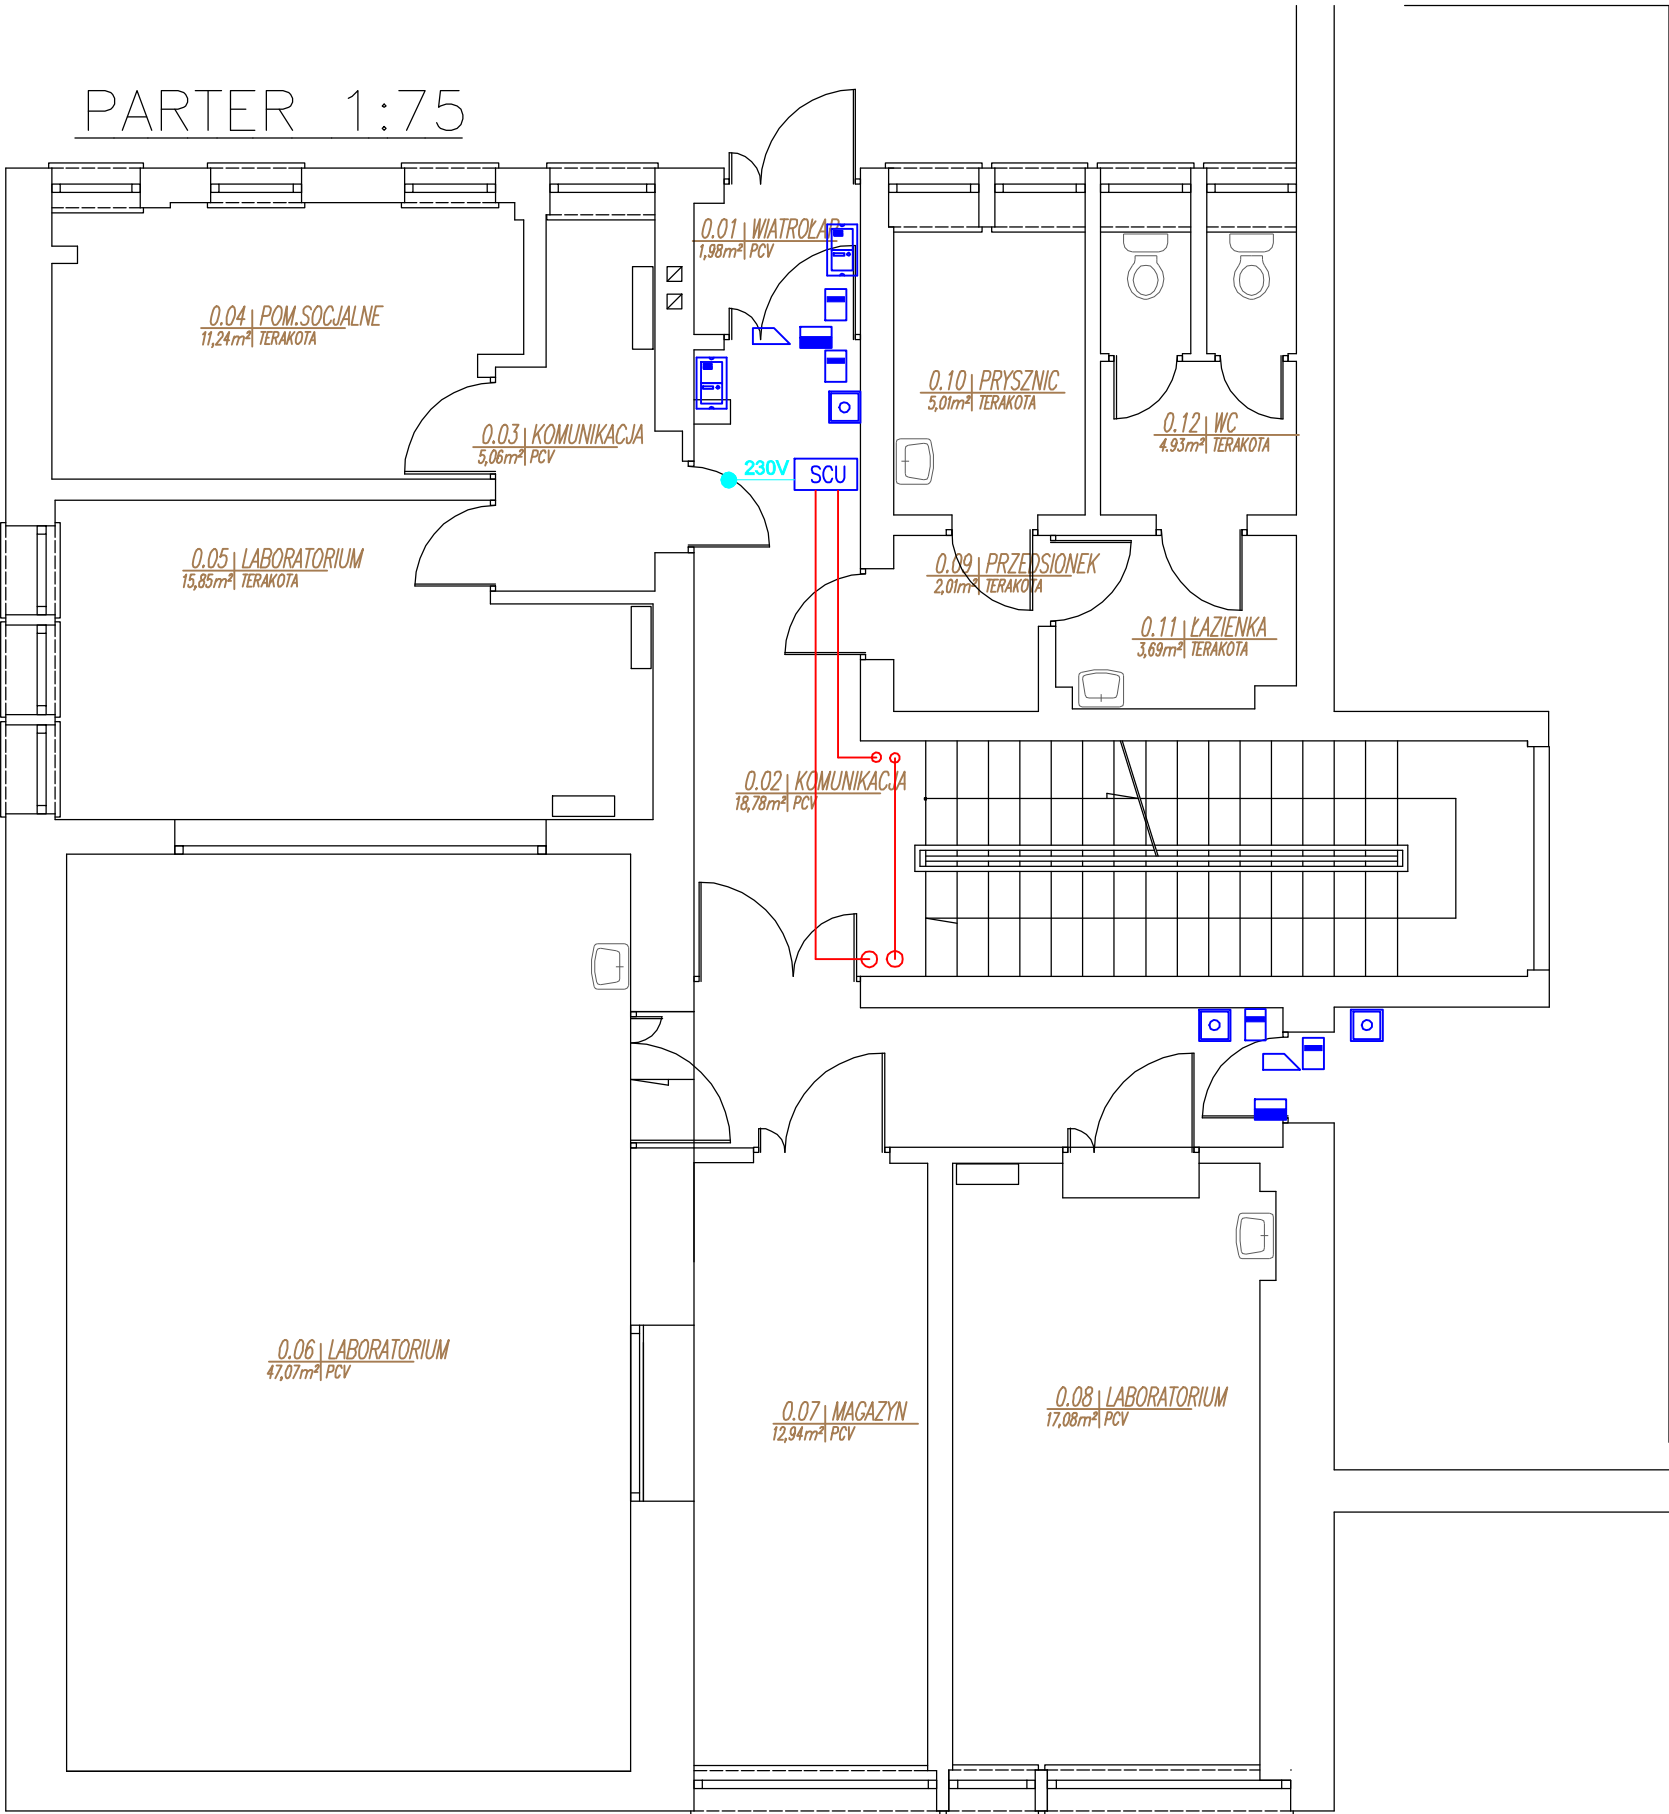 PARTER 1:75
0.01 WIATROŁAP
1,98m² PCV
0.04 POM.SOCJALNE
11,24m² TERAKOTA
0.10 PRYSZNIC
5,01m² TERAKOTA
0.12 WC
4.93m² TERAKOTA
0.03 KOMUNIKACJA
5,06m² PCV
230V
SCU
0.05 LABORATORIUM
15,85m² TERAKOTA
0.09 PRZEDSIONEK
2,01m² TERAKOTA
0.11 ŁAZIENKA
3,69m² TERAKOTA
0.02 KOMUNIKACJA
18,78m² PCV
0.06 LABORATORIUM
47,07m² PCV
0.07 MAGAZYN
12,94m² PCV
0.08 LABORATORIUM
17,08m² PCV